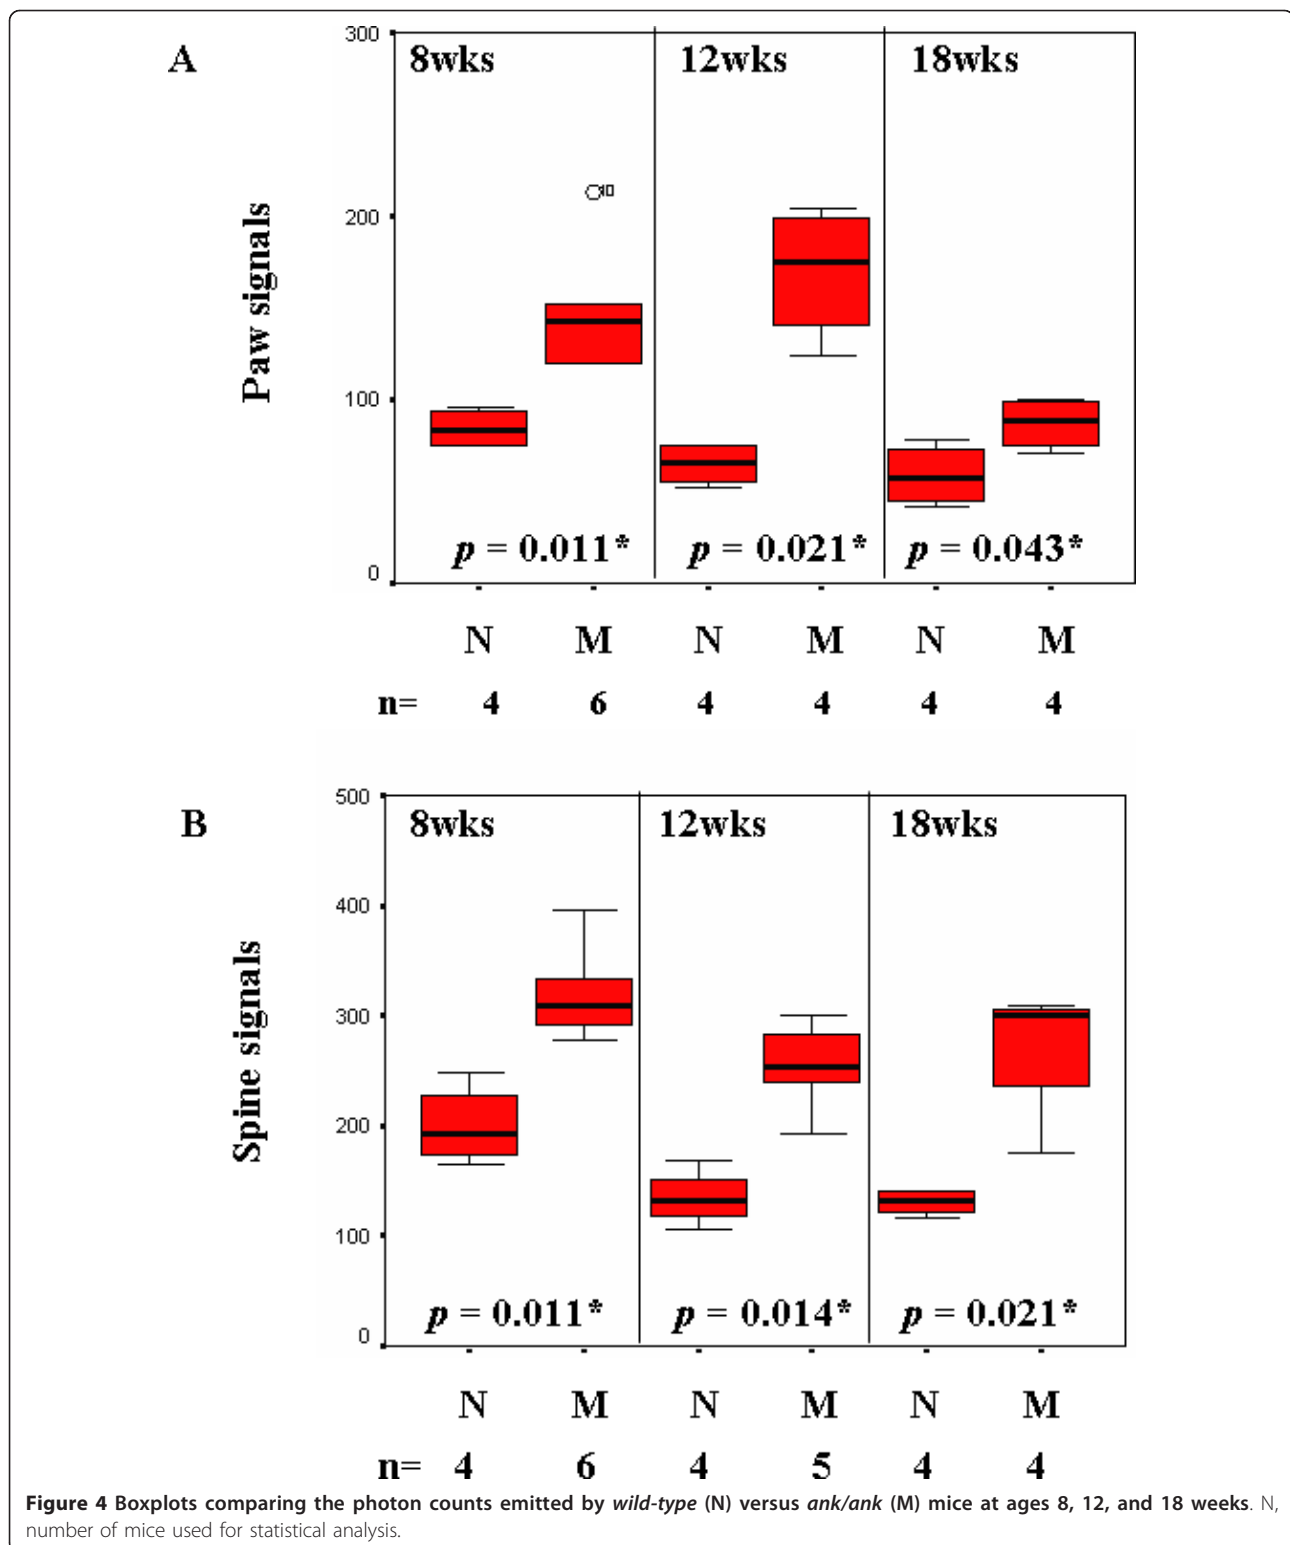 A
300
8wks
12wks
18wks
200
Paw signals
100
p = 0.011*
p = 0.021*
p = 0.043*
0
N M N M N M
n= 4 6 4 4 4 4
B
500
8wks
12wks
18wks
400
300
Spine signals
200
100
p = 0.011*
p = 0.014*
p = 0.021*
0
N M N M N M
n= 4 6 4 5 4 4
Figure 4 Boxplots comparing the photon counts emitted by wild-type (N) versus ank/ank (M) mice at ages 8, 12, and 18 weeks. N,
number of mice used for statistical analysis.